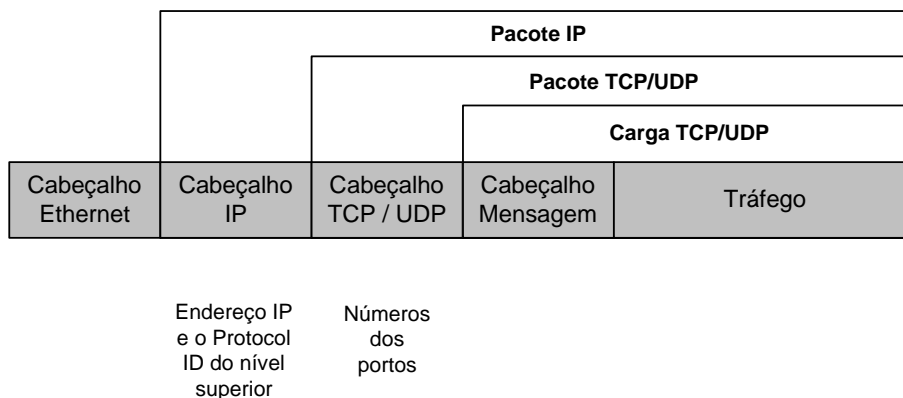 Pacote IP
Pacote TCP/UDP
Carga TCP/UDP
Cabeçalho
Ethernet
Cabeçalho
IP
Cabeçalho
TCP / UDP
Cabeçalho
Mensagem
Tráfego
Endereço IP
e o Protocol
ID do nível
superior
Números
dos
portos